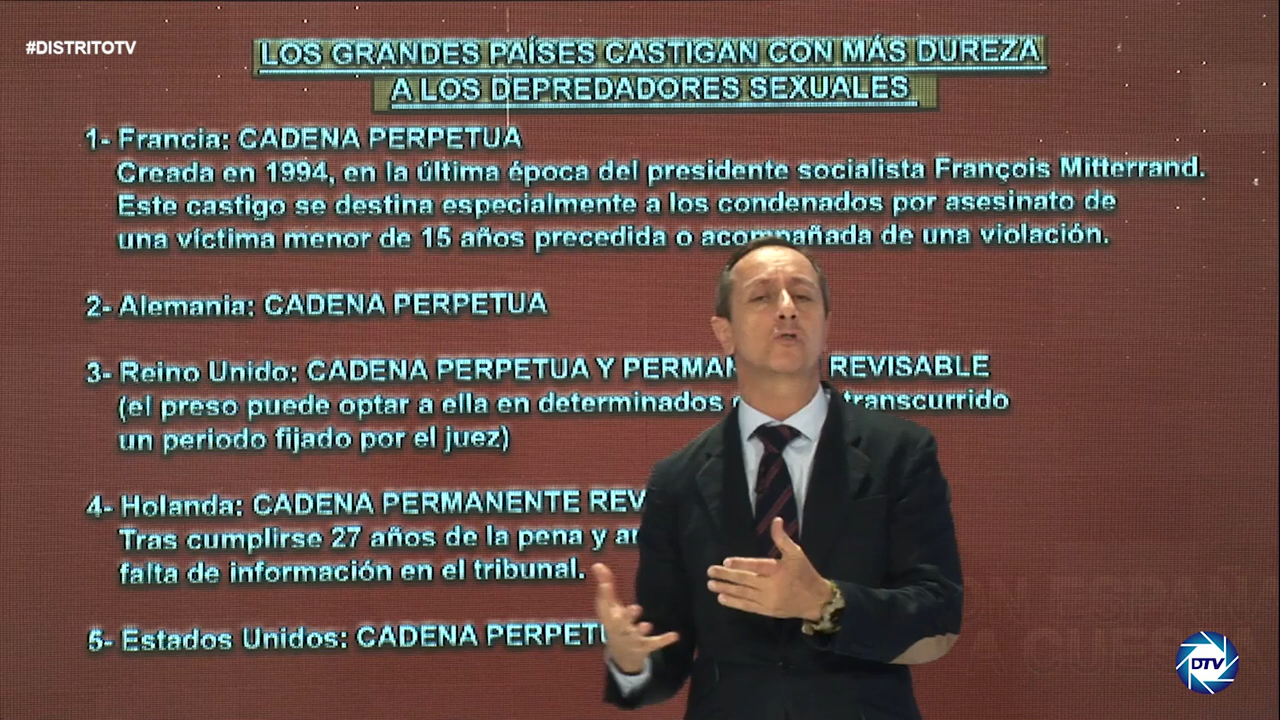 #DISTRITOTV
LOS GRANDES PAÍSES CASTIGAN CON MÁS DUREZA
A LOS DEPREDADORES SEXUALES
1- Francia: CADENA PERPETUA
Creada en 1994, en la última época del presidente socialista François Mitterrand.
Este castigo se destina especialmente a los condenados por asesinato de
una víctima menor de 15 años precedida o acompañada de una violación.
2- Alemania: CADENA PERPETUA
3- Reino Unido: CADENA PERPETUA Y REVISABLE
(el preso puede optar a ella en determinados transcurrido
un periodo fijado por el juez)
4- Holanda: CADENA PERMANENTE
Tras cumplirse 27 años de la pena y
falta de información en el tribunal.
5- Estados Unidos: CADENA
DTV